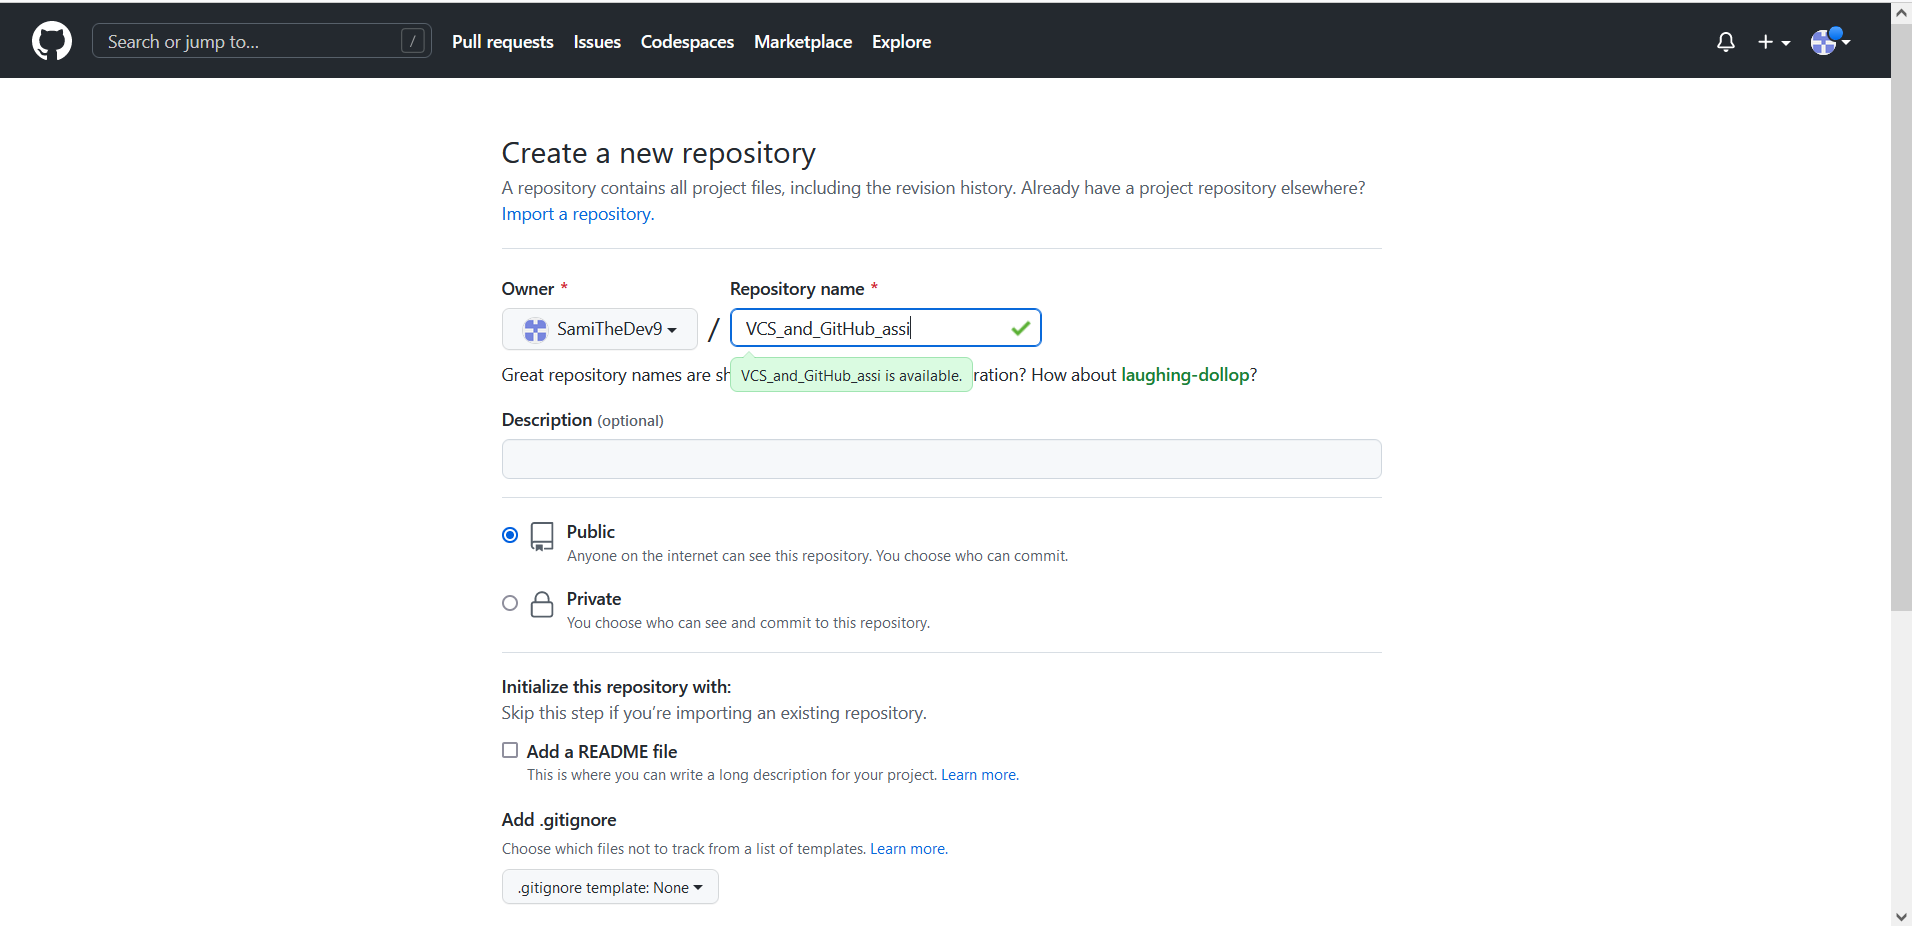 Search or jump to... / Pull requests Issues Codespaces Marketplace Explore
Create a new repository
A repository contains all project files, including the revision history. Already have a project repository elsewhere?
Import a repository.
Owner * Repository name *
SamiTheDev9 / VCS_and_GitHub_assi
Great repository names are sh VCS_and_GitHub_assi is available. ration? How about laughing-dollop?
Description (optional)
Public
Anyone on the internet can see this repository. You choose who can commit.
Private
You choose who can see and commit to this repository.
Initialize this repository with:
Skip this step if you're importing an existing repository.
Add a README file
This is where you can write a long description for your project. Learn more.
Add .gitignore
Choose which files not to track from a list of templates. Learn more.
.gitignore template: None